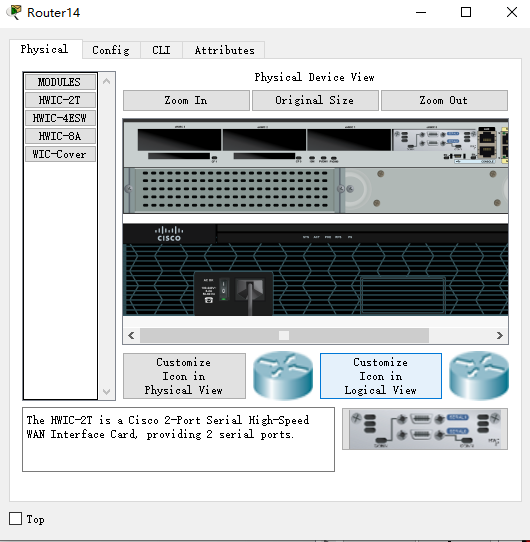 Router14
Physical
Config
CLI
Attributes
MODULES
HWIC-2T
HWIC-4ESW
HWIC-8A
WIC-Cover
Physical Device View
Zoom In
Original Size
Zoom Out
CISCO
Customize
Icon in
Physical View
Customize
Icon in
Logical View
The HWIC-2T is a Cisco 2-Port Serial High-Speed
WAN Interface Card, providing 2 serial ports.
Top